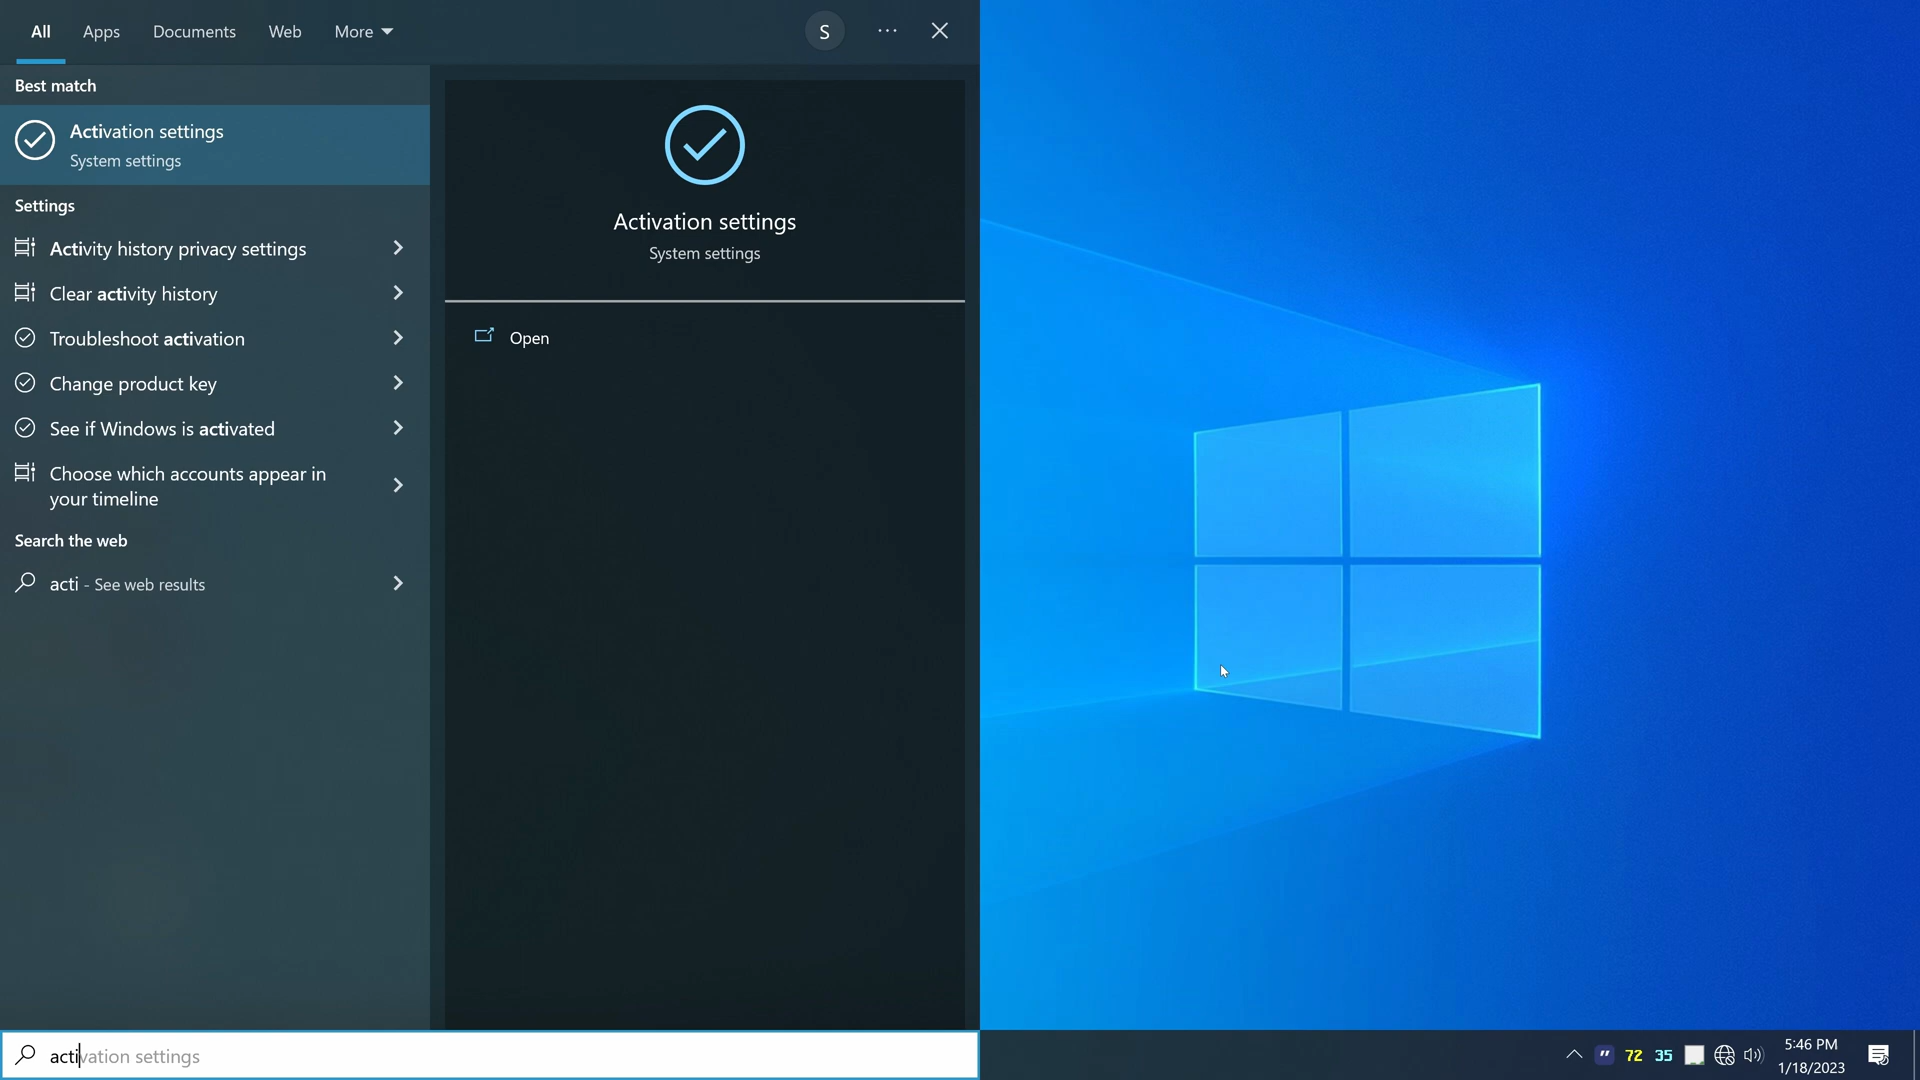 All Apps Documents Web More S ···
Best match
Activation settings
System settings
Settings
Activity history privacy settings
Clear activity history
Troubleshoot activation
Change product key
See if Windows is activated
Choose which accounts appear in
your timeline
Search the web
acti - See web results
Activation settings
System settings
Open
activation settings
" 72 35
5:46 PM
1/18/2023